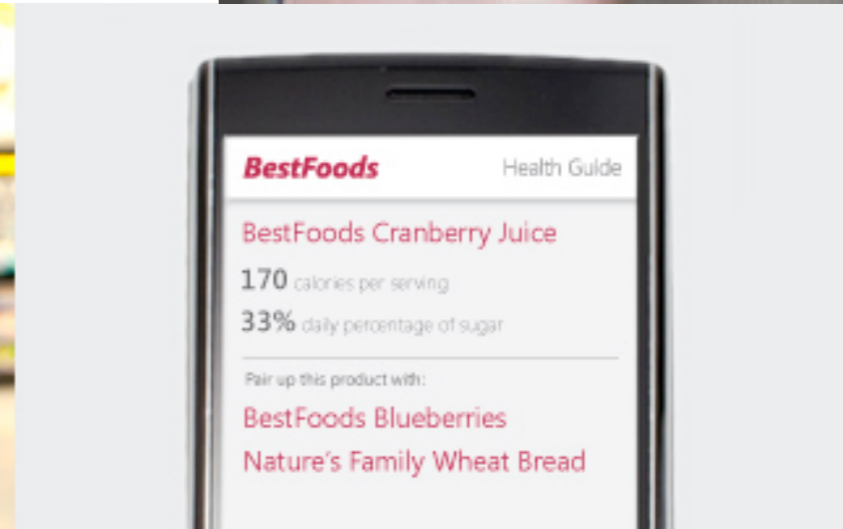 BestFoods Health Guide
BestFoods Cranberry Juice
170 calories per serving
33% daily percentage of sugar
Pair up this product with:
BestFoods Blueberries
Nature's Family Wheat Bread